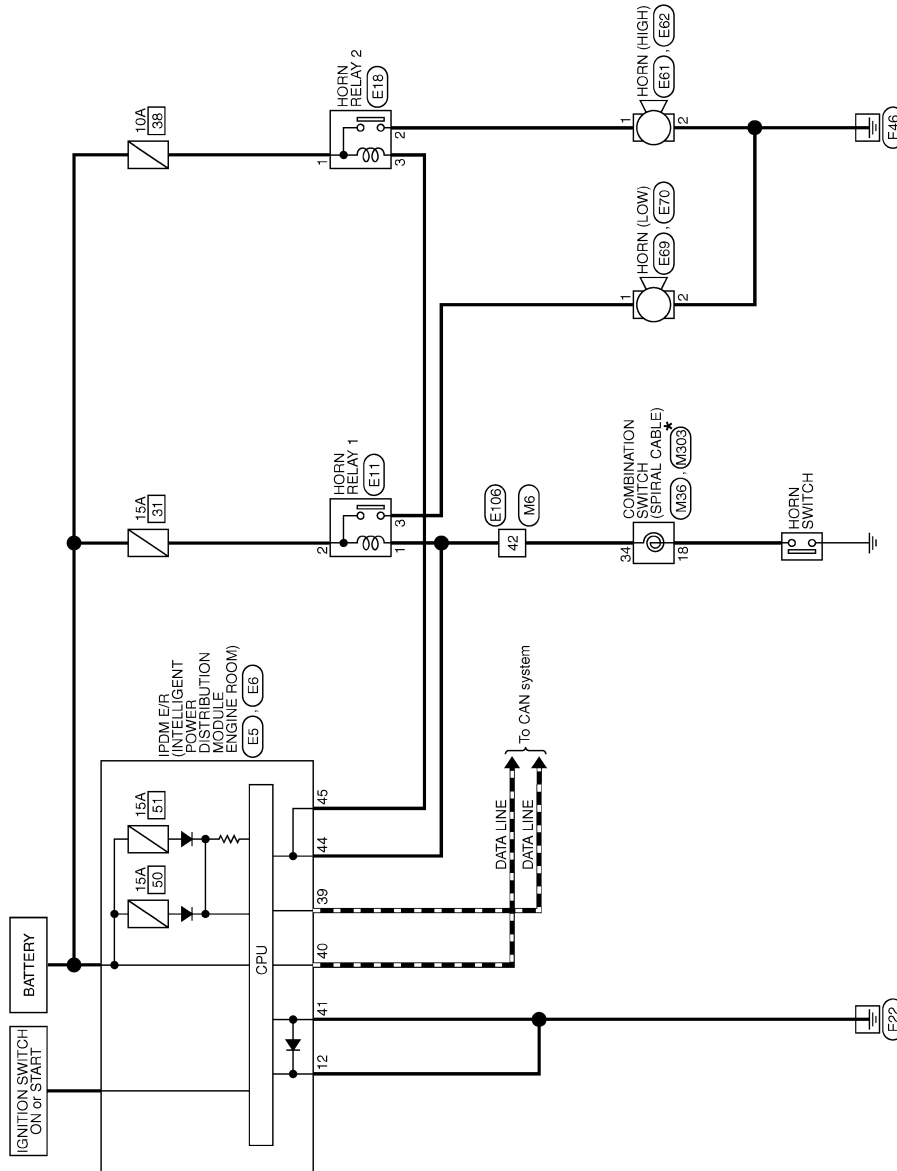 IGNITION SWITCH
ON or START
BATTERY
IPDM E/R
(INTELLIGENT
POWER
DISTRIBUTION
MODULE
ENGINE ROOM)
E5 , E6
15A
50
15A
51
CPU
12
41
40
39
44
45
DATA LINE
DATA LINE
To CAN system
E22
15A
31
HORN
RELAY 1
E11
2
1
3
E106
42
M6
COMBINATION
SWITCH
(SPIRAL CABLE)*
M36 , M303
34
18
HORN
SWITCH
10A
38
HORN
RELAY 2
E18
1
3
2
HORN (LOW)
E69 , E70
1
2
HORN (HIGH)
E61 , E62
1
2